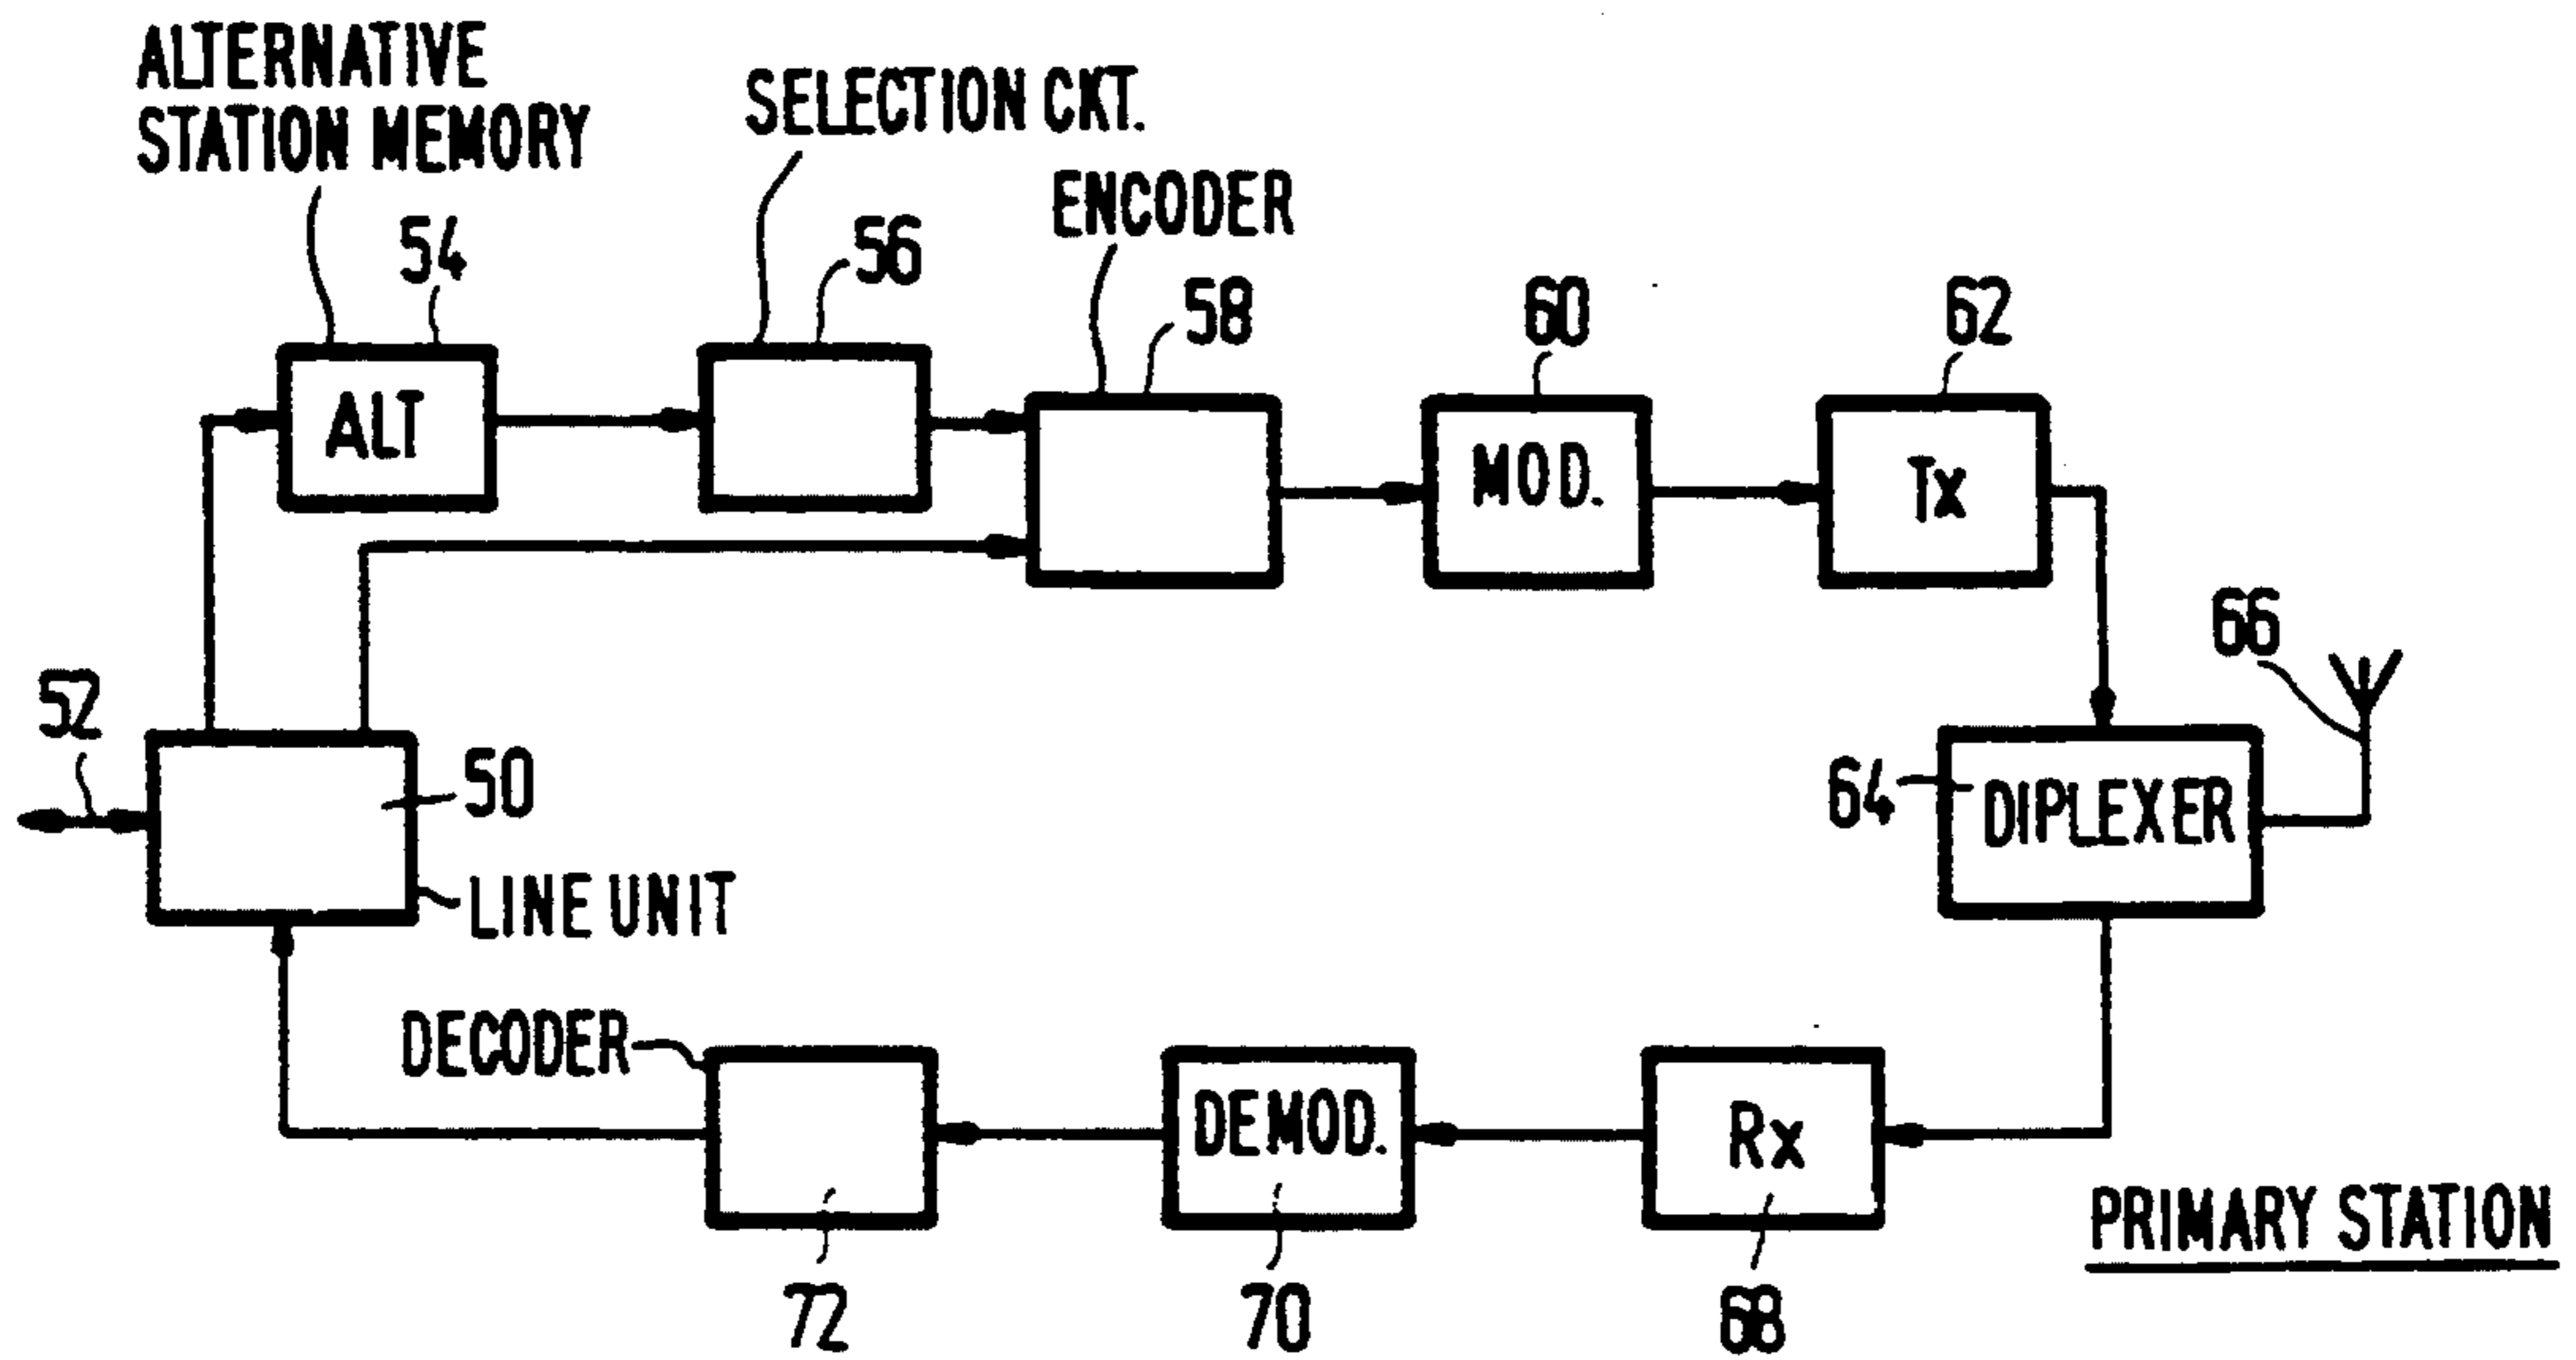 ALTERNATIVE
STATION MEMORY
SELECTION CKT.
ENCODER
54
56
58
60
62
ALT
MOD.
Tx
66
52
50
64
DIPLEXER
LINE UNIT
DECODER
DEMOD.
Rx
PRIMARY STATION
72
70
68